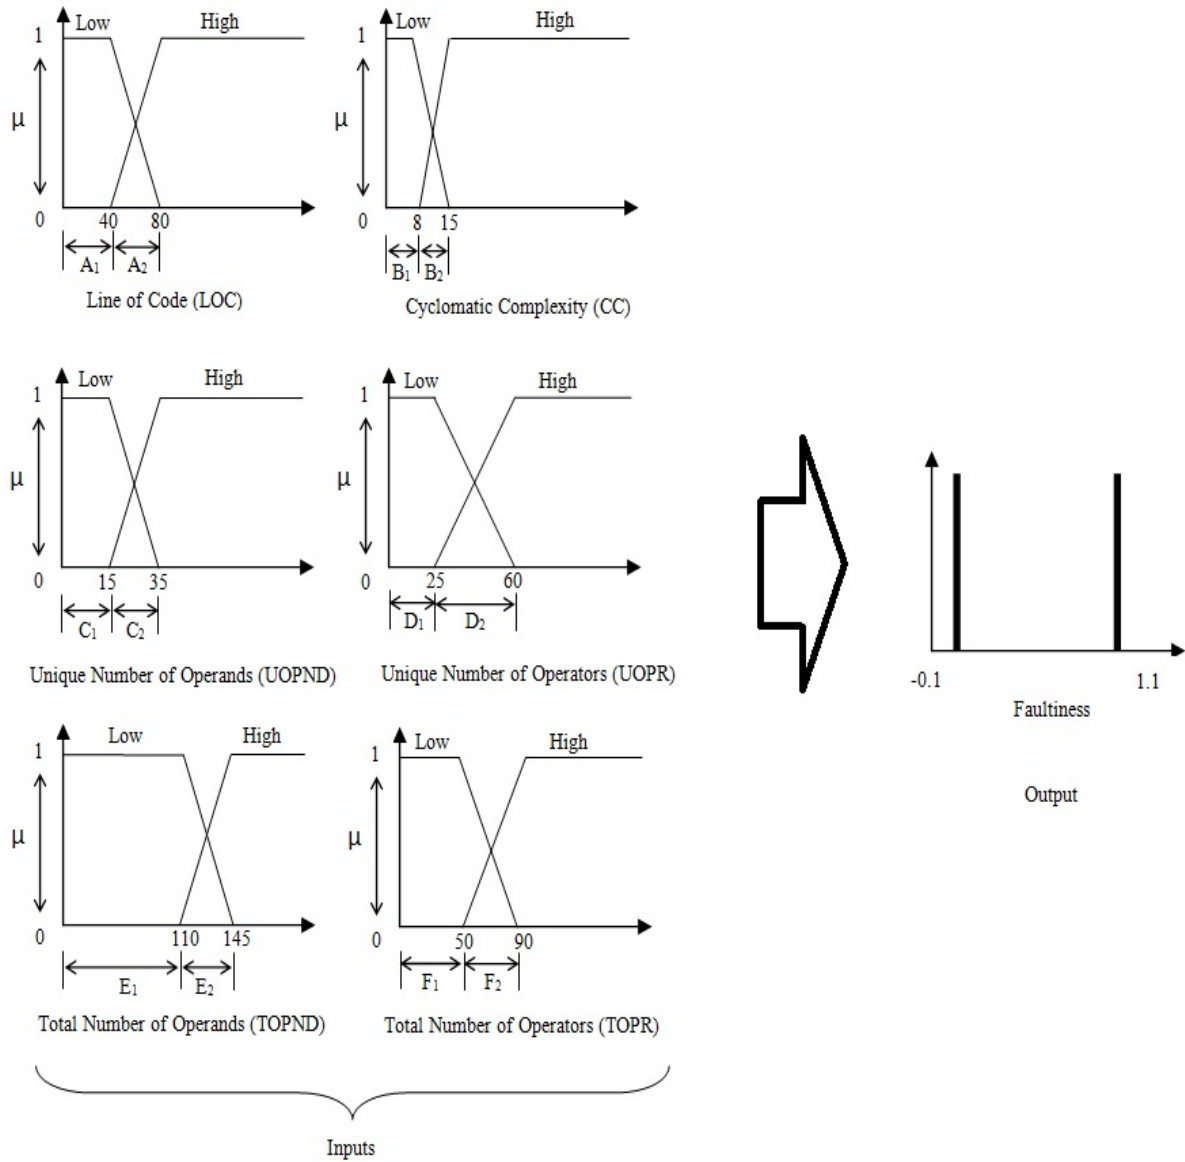 Low High
1
μ
0 40 80
A1 A2
Line of Code (LOC)
Low High
1
μ
0 8 15
B1 B2
Cyclomatic Complexity (CC)
Low High
1
μ
0 15 35
C1 C2
Unique Number of Operands (UOPND)
Low High
1
μ
0 25 60
D1 D2
Unique Number of Operators (UOPR)
Low High
1
μ
0 110 145
E1 E2
Total Number of Operands (TOPND)
Low High
1
μ
0 50 90
F1 F2
Total Number of Operators (TOPR)
Inputs
-0.1 1.1
Faultiness
Output